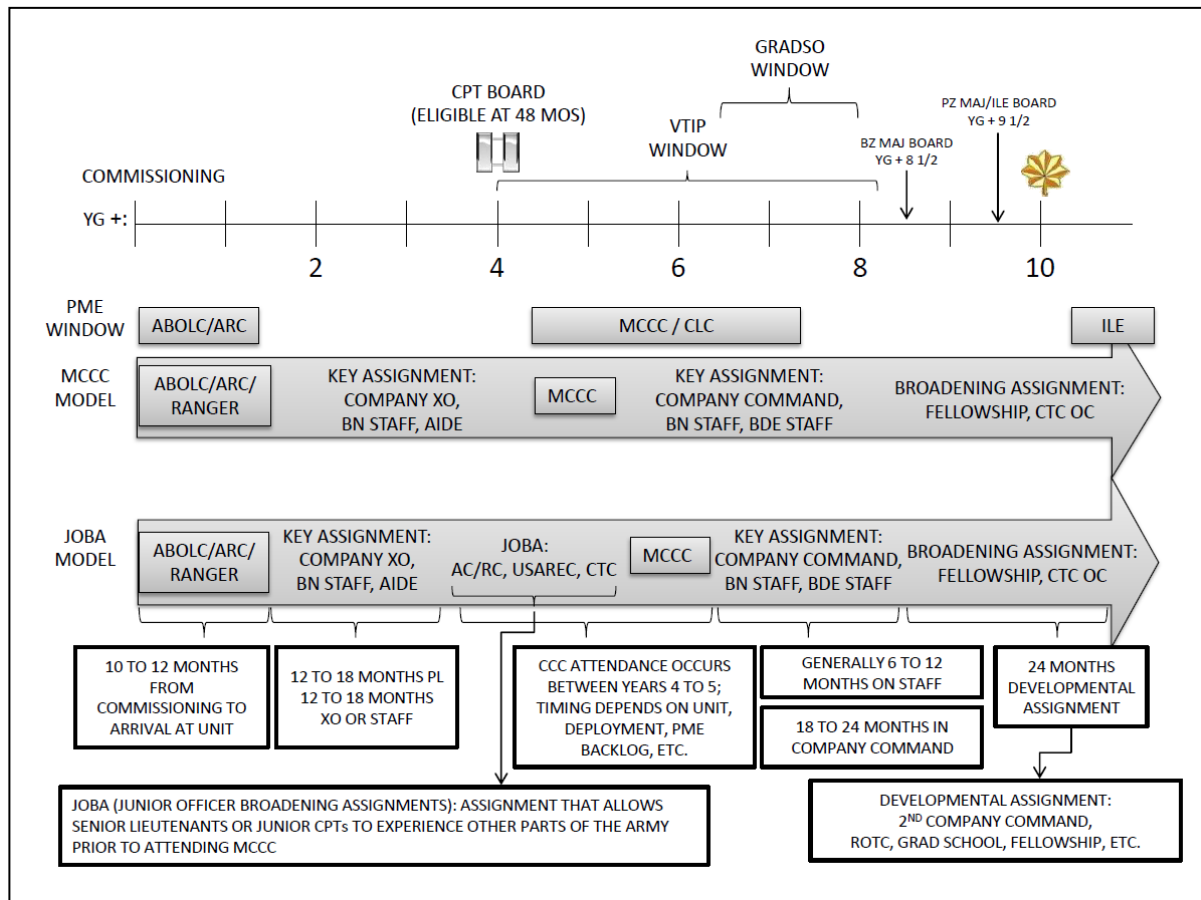 GRADSO
WINDOW
CPT BOARD
(ELIGIBLE AT 48 MOS)
PZ MAJ/ILE BOARD
YG + 9 1/2
VTIP
WINDOW
BZ MAJ BOARD
YG + 8 1/2
COMMISSIONING
YG +:
2
4
6
8
10
PME
WINDOW
ABOLC/ARC
MCCC / CLC
ILE
MCCC
MODEL
ABOLC/ARC/
RANGER
KEY ASSIGNMENT:
COMPANY XO,
BN STAFF, AIDE
MCCC
KEY ASSIGNMENT:
COMPANY COMMAND,
BN STAFF, BDE STAFF
BROADENING ASSIGNMENT:
FELLOWSHIP, CTC OC
JOBA
MODEL
ABOLC/ARC/
RANGER
KEY ASSIGNMENT:
COMPANY XO,
BN STAFF, AIDE
JOBA:
AC/RC, USAREC, CTC
MCCC
KEY ASSIGNMENT:
COMPANY COMMAND,
BN STAFF, BDE STAFF
BROADENING ASSIGNMENT:
FELLOWSHIP, CTC OC
10 TO 12 MONTHS
FROM
COMMISSIONING TO
ARRIVAL AT UNIT
12 TO 18 MONTHS PL
12 TO 18 MONTHS
XO OR STAFF
CCC ATTENDANCE OCCURS
BETWEEN YEARS 4 TO 5;
TIMING DEPENDS ON UNIT,
DEPLOYMENT, PME
BACKLOG, ETC.
GENERALLY 6 TO 12
MONTHS ON STAFF
18 TO 24 MONTHS IN
COMPANY COMMAND
24 MONTHS
DEVELOPMENTAL
ASSIGNMENT
JOBA (JUNIOR OFFICER BROADENING ASSIGNMENTS): ASSIGNMENT THAT ALLOWS
SENIOR LIEUTENANTS OR JUNIOR CPTs TO EXPERIENCE OTHER PARTS OF THE ARMY
PRIOR TO ATTENDING MCCC
DEVELOPMENTAL ASSIGNMENT:
2ND COMPANY COMMAND,
ROTC, GRAD SCHOOL, FELLOWSHIP, ETC.